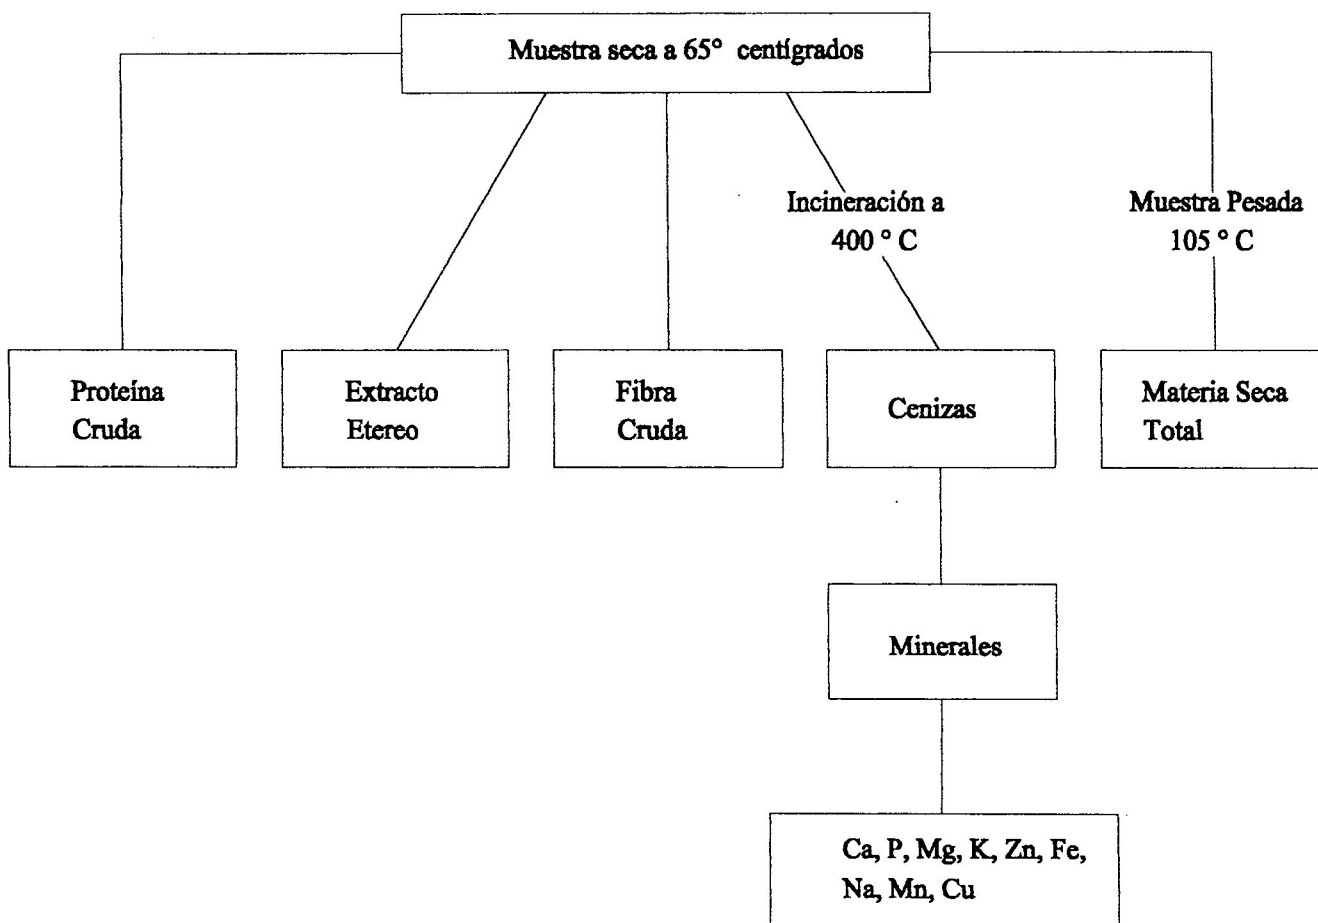 Muestra seca a 65° centígrados
Incineración a
400 ° C
Muestra Pesada
105 ° C
Proteína
Cruda
Extracto
Etereo
Fibra
Cruda
Cenizas
Materia Seca
Total
Minerales
Ca, P, Mg, K, Zn, Fe,
Na, Mn, Cu